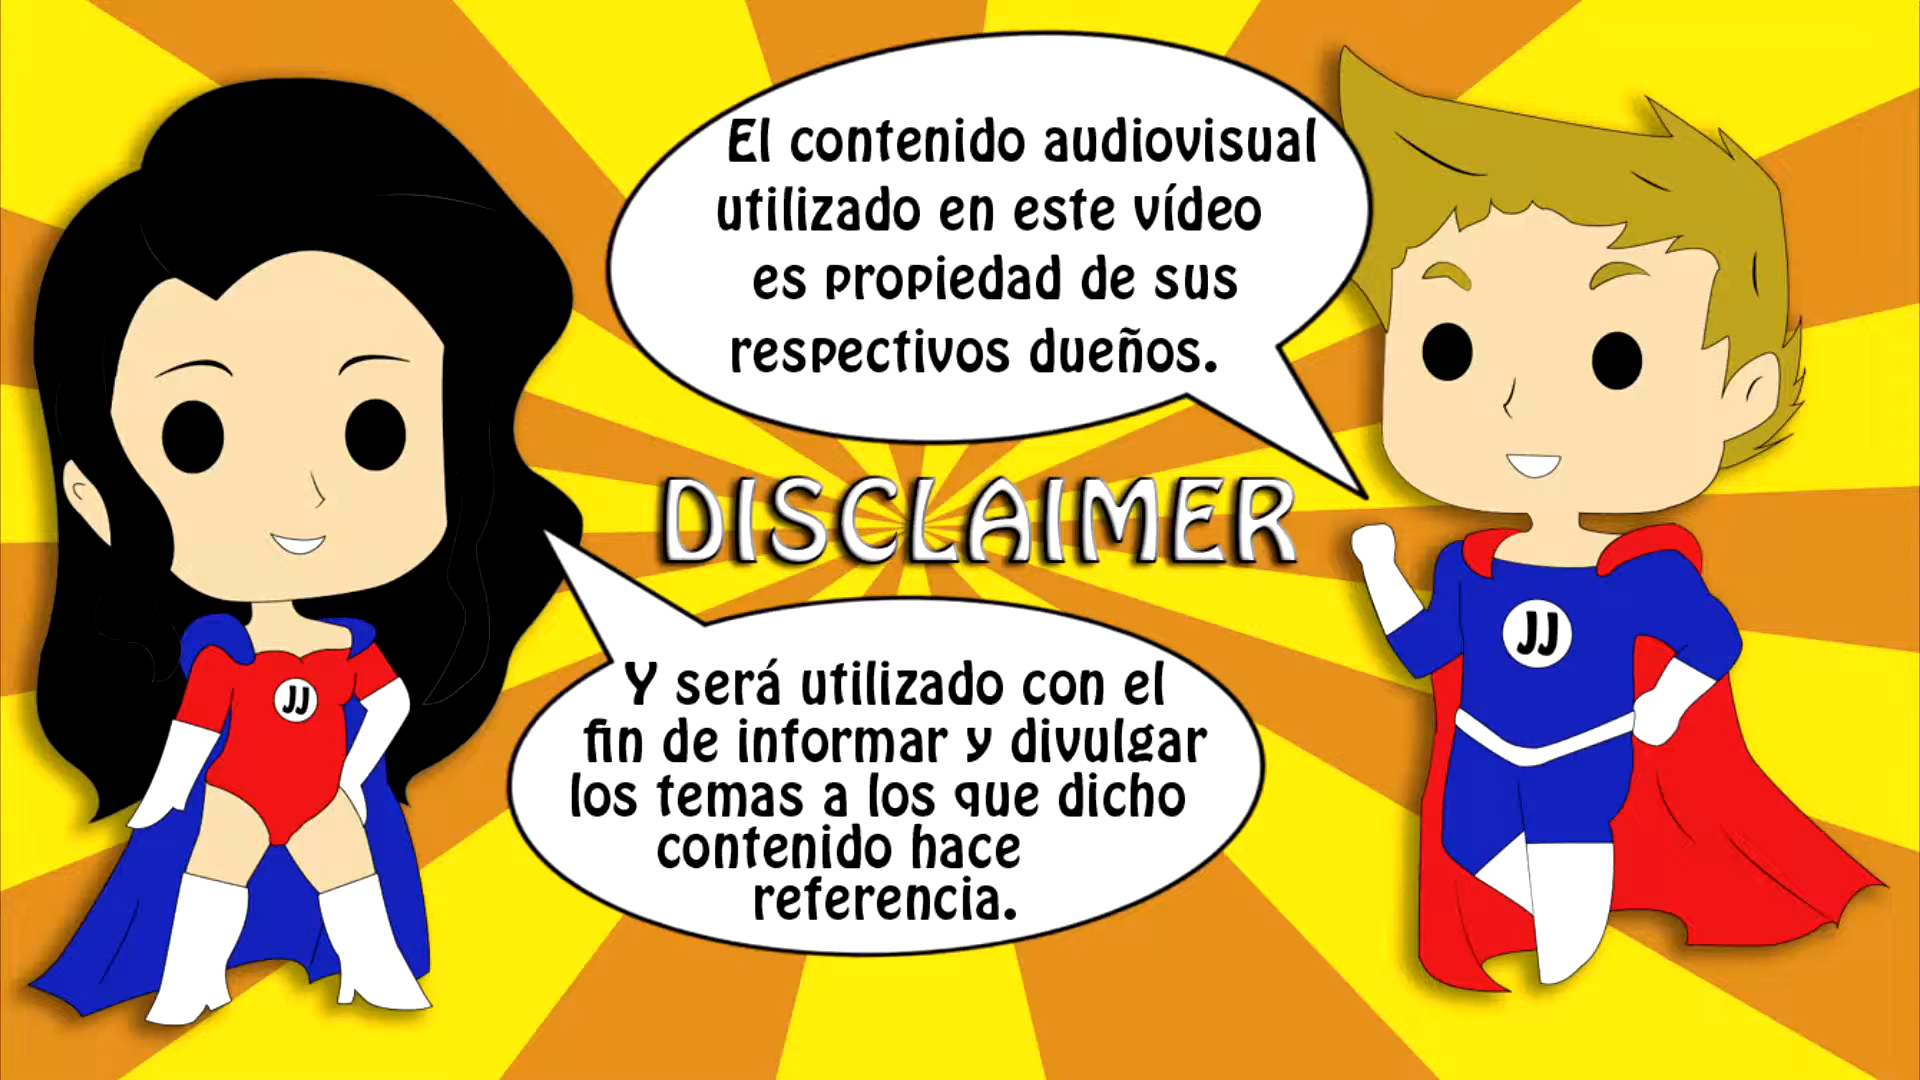 El contenido audiovisual
utilizado en este vídeo
es propiedad de sus
respectivos dueños.
DISCLAIMER
Y será utilizado con el
fin de informar y divulgar
los temas a los que dicho
contenido hace
referencia.
JJ
JJ